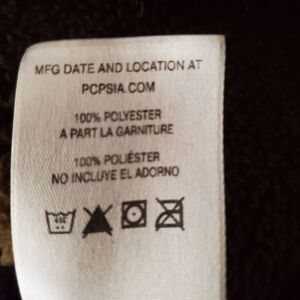 MFG DATE AND LOCATION AT
PCPSIA.COM
100% POLYESTER
A PART LA GARNITURE
100% POLIÉSTER
NO INCLUYE EL ADORNO